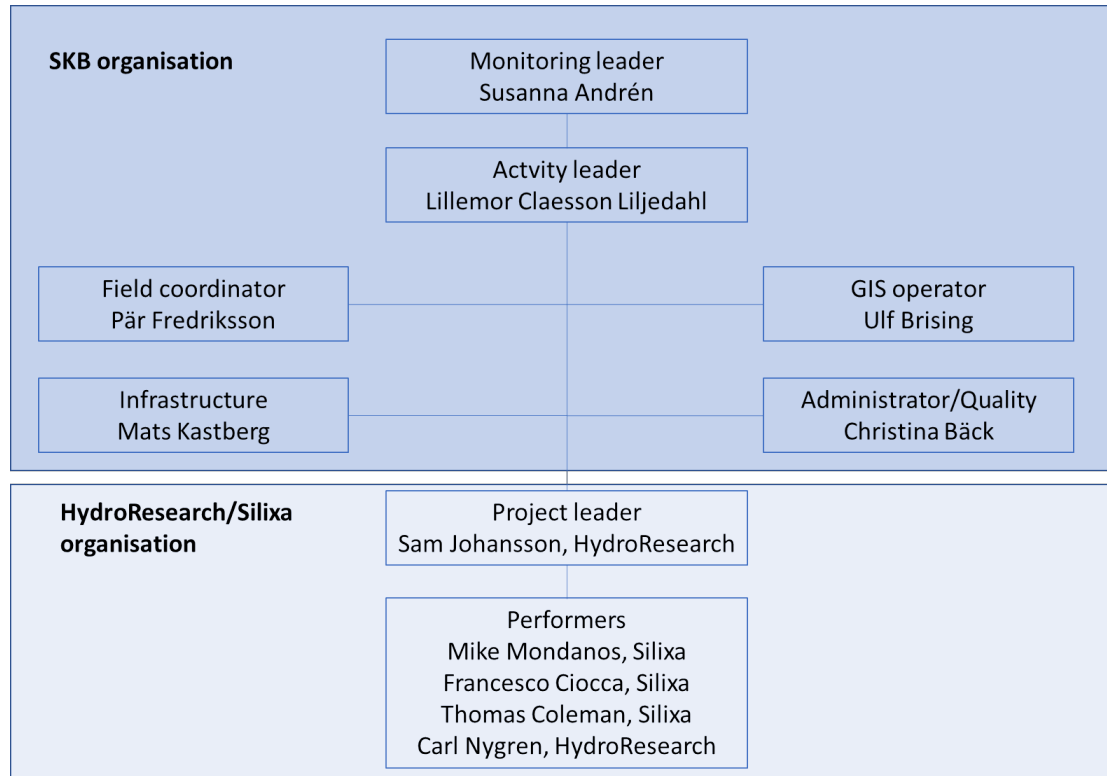 SKB organisation
Monitoring leader
Susanna Andrén
Actvity leader
Lillemor Claesson Liljedahl
Field coordinator
Pär Fredriksson
GIS operator
Ulf Brising
Infrastructure
Mats Kastberg
Administrator/Quality
Christina Bäck
HydroResearch/Silixa
organisation
Project leader
Sam Johansson, HydroResearch
Performers
Mike Mondanos, Silixa
Francesco Ciocca, Silixa
Thomas Coleman, Silixa
Carl Nygren, HydroResearch